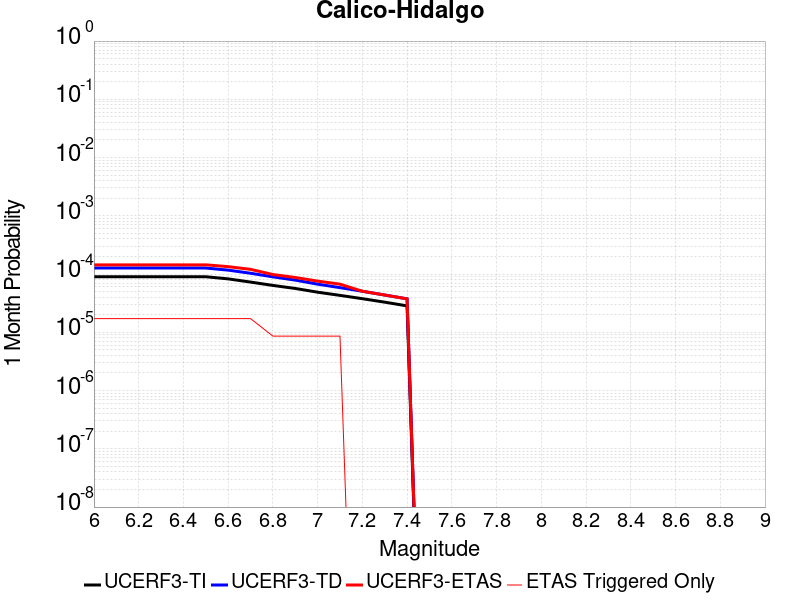 Calico-Hidalgo
10^0
10^-1
10^-2
10^-3
10^-4
10^-5
10^-6
10^-7
10^-8
1 Month Probability
6 6.2 6.4 6.6 6.8 7 7.2 7.4 7.6 7.8 8 8.2 8.4 8.6 8.8 9
Magnitude
UCERF3-TI UCERF3-TD UCERF3-ETAS ETAS Triggered Only